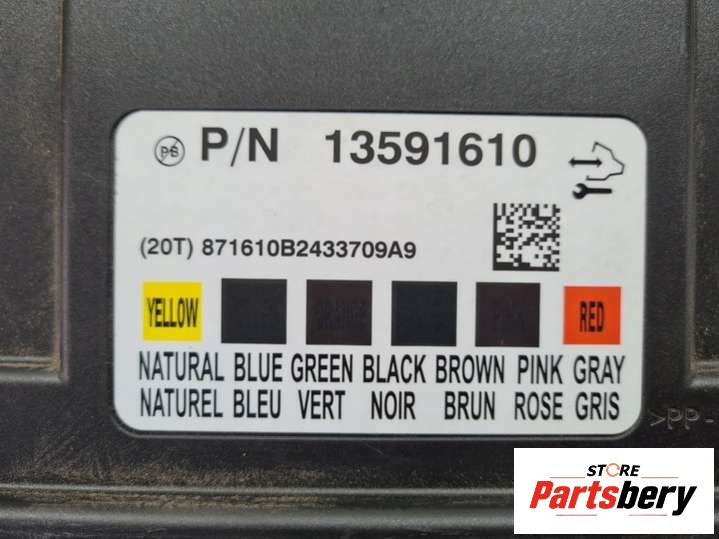 Pb P/N 13591610
(20T) 871610B2433709A9
YELLOW RED
NATURAL BLUE GREEN BLACK BROWN PINK GRAY
NATUREL BLEU VERT NOIR BRUN ROSE GRIS
>PP-
STORE
Partsbery